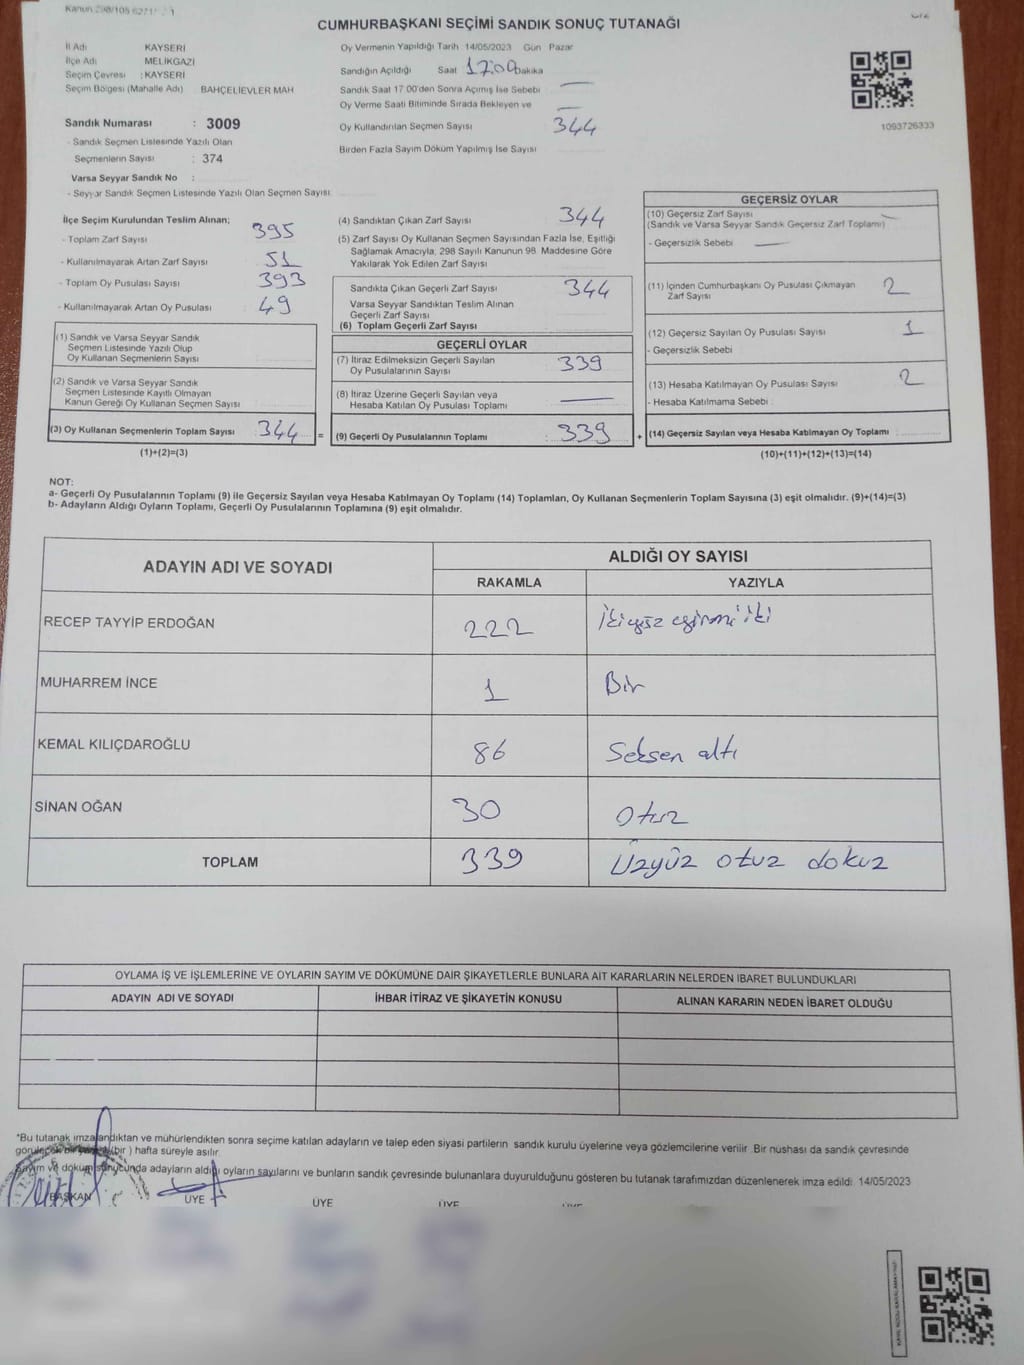 CUMHURBAŞKANI SEÇİMİ SANDIK SONUÇ TUTANAĞI
İl Adı KAYSERİ
İlçe Adı MELİKGAZİ
Seçim Çevresi : KAYSERİ
Seçim Bölgesi (Mahalle Adı) BAHÇELİEVLER MAH
Sandık Numarası : 3009
- Sandık Seçmen Listesinde Yazılı Olan
Seçmenlerin Sayısı : 374
Varsa Seyyar Sandık No :
- Seyyar Sandık Seçmen Listesinde Yazılı Olan Seçmen Sayısı
Oy Vermenin Yapıldığı Tarih 14/05/2023 Gün Pazar
Sandığın Açıldığı Saat 17.00 Dakika
Sandık Saat 17.00'den Sonra Açmış İse Sebebi
Oy Verme Saati Bitiminde Sırada Bekleyen ve
Oy Kullandırılan Seçmen Sayısı 344
Birden Fazla Sayım Döküm Yapılmış İse Sayısı
1093726333
İlçe Seçim Kurulundan Teslim Alınan;
- Toplam Zarf Sayısı 395
- Kullanılmayarak Artan Zarf Sayısı 51
- Toplam Oy Pusulası Sayısı 393
- Kullanılmayarak Artan Oy Pusulası 49
(1) Sandık ve Varsa Seyyar Sandık
Seçmen Listesinde Yazılı Olup
Oy Kullanan Seçmenlerin Sayısı
(2) Sandık ve Varsa Seyyar Sandık
Seçmen Listesinde Kayıtlı Olmayan
Kanun Gereği Oy Kullanan Seçmen Sayısı
(3) Oy Kullanan Seçmenlerin Toplam Sayısı 344 =
(1)+(2)=(3)
(4) Sandıktan Çıkan Zarf Sayısı 344
(5) Zarf Sayısı Oy Kullanan Seçmen Sayısından Fazla İse, Eşitliği
Sağlamak Amacıyla, 298 Sayılı Kanunun 98. Maddesine Göre
Yakılarak Yok Edilen Zarf Sayısı
Sandıkta Çıkan Geçerli Zarf Sayısı 344
Varsa Seyyar Sandıktan Teslim Alınan
Geçerli Zarf Sayısı
(6) Toplam Geçerli Zarf Sayısı
GEÇERLİ OYLAR
(7) İtiraz Edilmeksizin Geçerli Sayılan
Oy Pusulalarının Sayısı 339
(8) İtiraz Üzerine Geçerli Sayılan veya
Hesaba Katılan Oy Pusulası Toplamı
(9) Geçerli Oy Pusulalarının Toplamı 339 +
GEÇERSİZ OYLAR
(10) Geçersiz Zarf Sayısı
(Sandık ve Varsa Seyyar Sandık Geçersiz Zarf Toplamı)
- Geçersizlik Sebebi
(11) İçinden Cumhurbaşkanı Oy Pusulası Çıkmayan
Zarf Sayısı 2
(12) Geçersiz Sayılan Oy Pusulası Sayısı 1
- Geçersizlik Sebebi
(13) Hesaba Katılmayan Oy Pusulası Sayısı 2
- Hesaba Katılmama Sebebi :
(14) Geçersiz Sayılan veya Hesaba Katılmayan Oy Toplamı
(10)+(11)+(12)+(13)=(14)
NOT:
a- Geçerli Oy Pusulalarının Toplamı (9) ile Geçersiz Sayılan veya Hesaba Katılmayan Oy Toplamı (14) Toplamları, Oy Kullanan Seçmenlerin Toplam Sayısına (3) eşit olmalıdır. (9)+(14)=(3)
b- Adayların Aldığı Oyların Toplamı, Geçerli Oy Pusulalarının Toplamına (9) eşit olmalıdır.
ADAYIN ADI VE SOYADI ALDIĞI OY SAYISI
RAKAMLA YAZIYLA
RECEP TAYYİP ERDOĞAN 222 İkiyüz yirmi iki
MUHARREM İNCE 1 Bir
KEMAL KILIÇDAROĞLU 86 Seksen altı
SİNAN OĞAN 30 Otuz
TOPLAM 339 Üzyüz otuz dokuz
OYLAMA İŞ VE İŞLEMLERİNE VE OYLARIN SAYIM VE DÖKÜMÜNE DAİR ŞİKAYETLERLE BUNLARA AİT KARARLARIN NELERDEN İBARET BULUNDUKLARI
ADAYIN ADI VE SOYADI İHBAR İTİRAZ VE ŞİKAYETİN KONUSU ALINAN KARARIN NEDEN İBARET OLDUĞU
*Bu tutanak imzalandıktan ve mühürlendikten sonra seçime katılan adayların ve talep eden siyasi partilerin sandık kurulu üyelerine veya gözlemcilerine verilir. Bir nushası da sandık çevresinde
görülecek bir yere (bir ) hafta süreyle asılır.
Sayım ve döküm sonucunda adayların aldığı oyların sayılarını ve bunların sandık çevresinde bulunanlara duyurulduğunu gösteren bu tutanak tarafımızdan düzenlenerek imza edildi. 14/05/2023
BAŞKAN ÜYE ÜYE ÜYE ÜYE